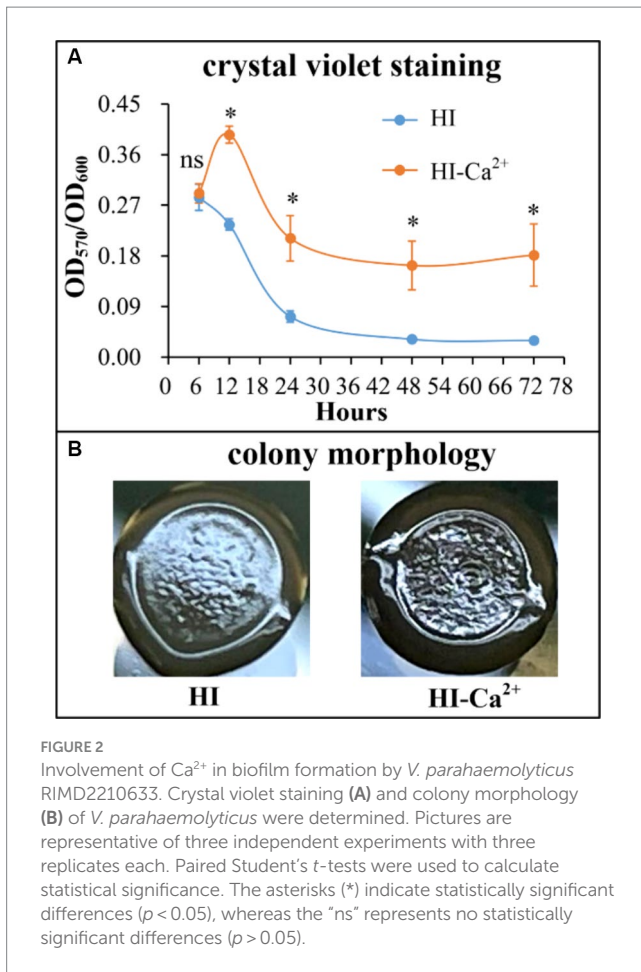 A
crystal violet staining
0.45
0.36
0.27
0.18
0.09
0.00
OD₅₇₀/OD₆₀₀
ns
*
*
*
*
HI
HI-Ca²⁺
0 6 12 18 24 30 36 42 48 54 60 66 72 78
Hours
B
colony morphology
HI
HI-Ca²⁺
FIGURE 2
Involvement of Ca²⁺ in biofilm formation by V. parahaemolyticus
RIMD2210633. Crystal violet staining (A) and colony morphology
(B) of V. parahaemolyticus were determined. Pictures are
representative of three independent experiments with three
replicates each. Paired Student's t-tests were used to calculate
statistical significance. The asterisks (*) indicate statistically significant
differences (p < 0.05), whereas the "ns" represents no statistically
significant differences (p > 0.05).